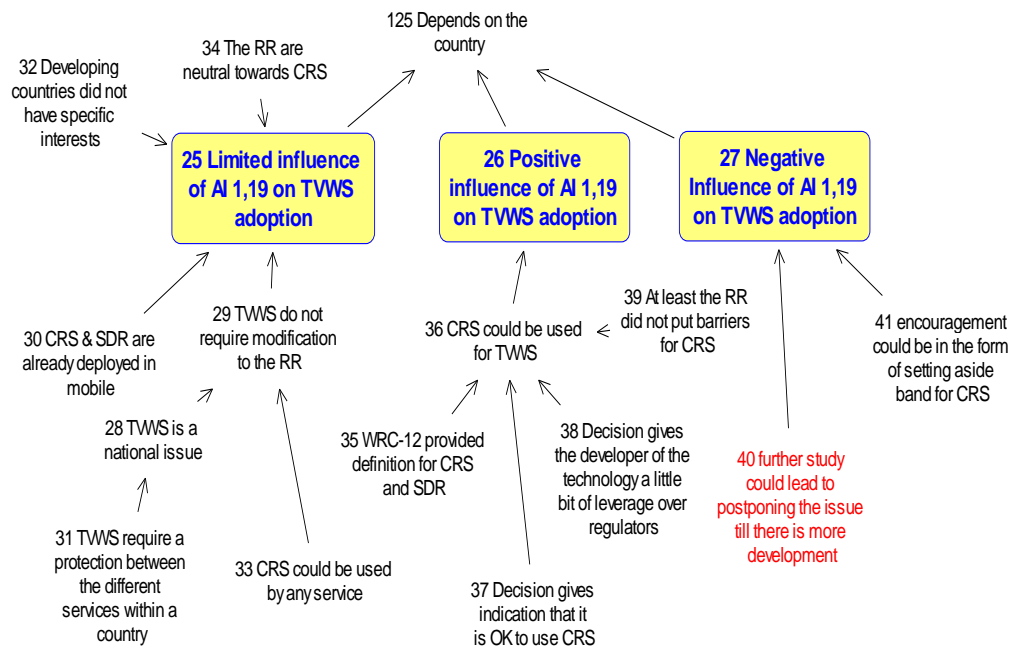 125 Depends on the
country
34 The RR are
neutral towards CRS
32 Developing
countries did not
have specific
interests
25 Limited influence
of AI 1,19 on TVWS
adoption
26 Positive
influence of AI 1,19
on TVWS adoption
27 Negative
Influence of AI 1,19
on TVWS adoption
30 CRS & SDR are
already deployed in
mobile
29 TVWS do not
require modification
to the RR
36 CRS could be used
for TVWS
39 At least the RR
did not put barriers
for CRS
41 encouragement
could be in the form
of setting aside
band for CRS
28 TVWS is a
national issue
35 WRC-12 provided
definition for CRS
and SDR
38 Decision gives
the developer of the
technology a little
bit of leverage over
regulators
40 further study
could lead to
postponing the issue
till there is more
development
31 TVWS require a
protection between
the different
services within a
country
33 CRS could be used
by any service
37 Decision gives
indication that it
is OK to use CRS